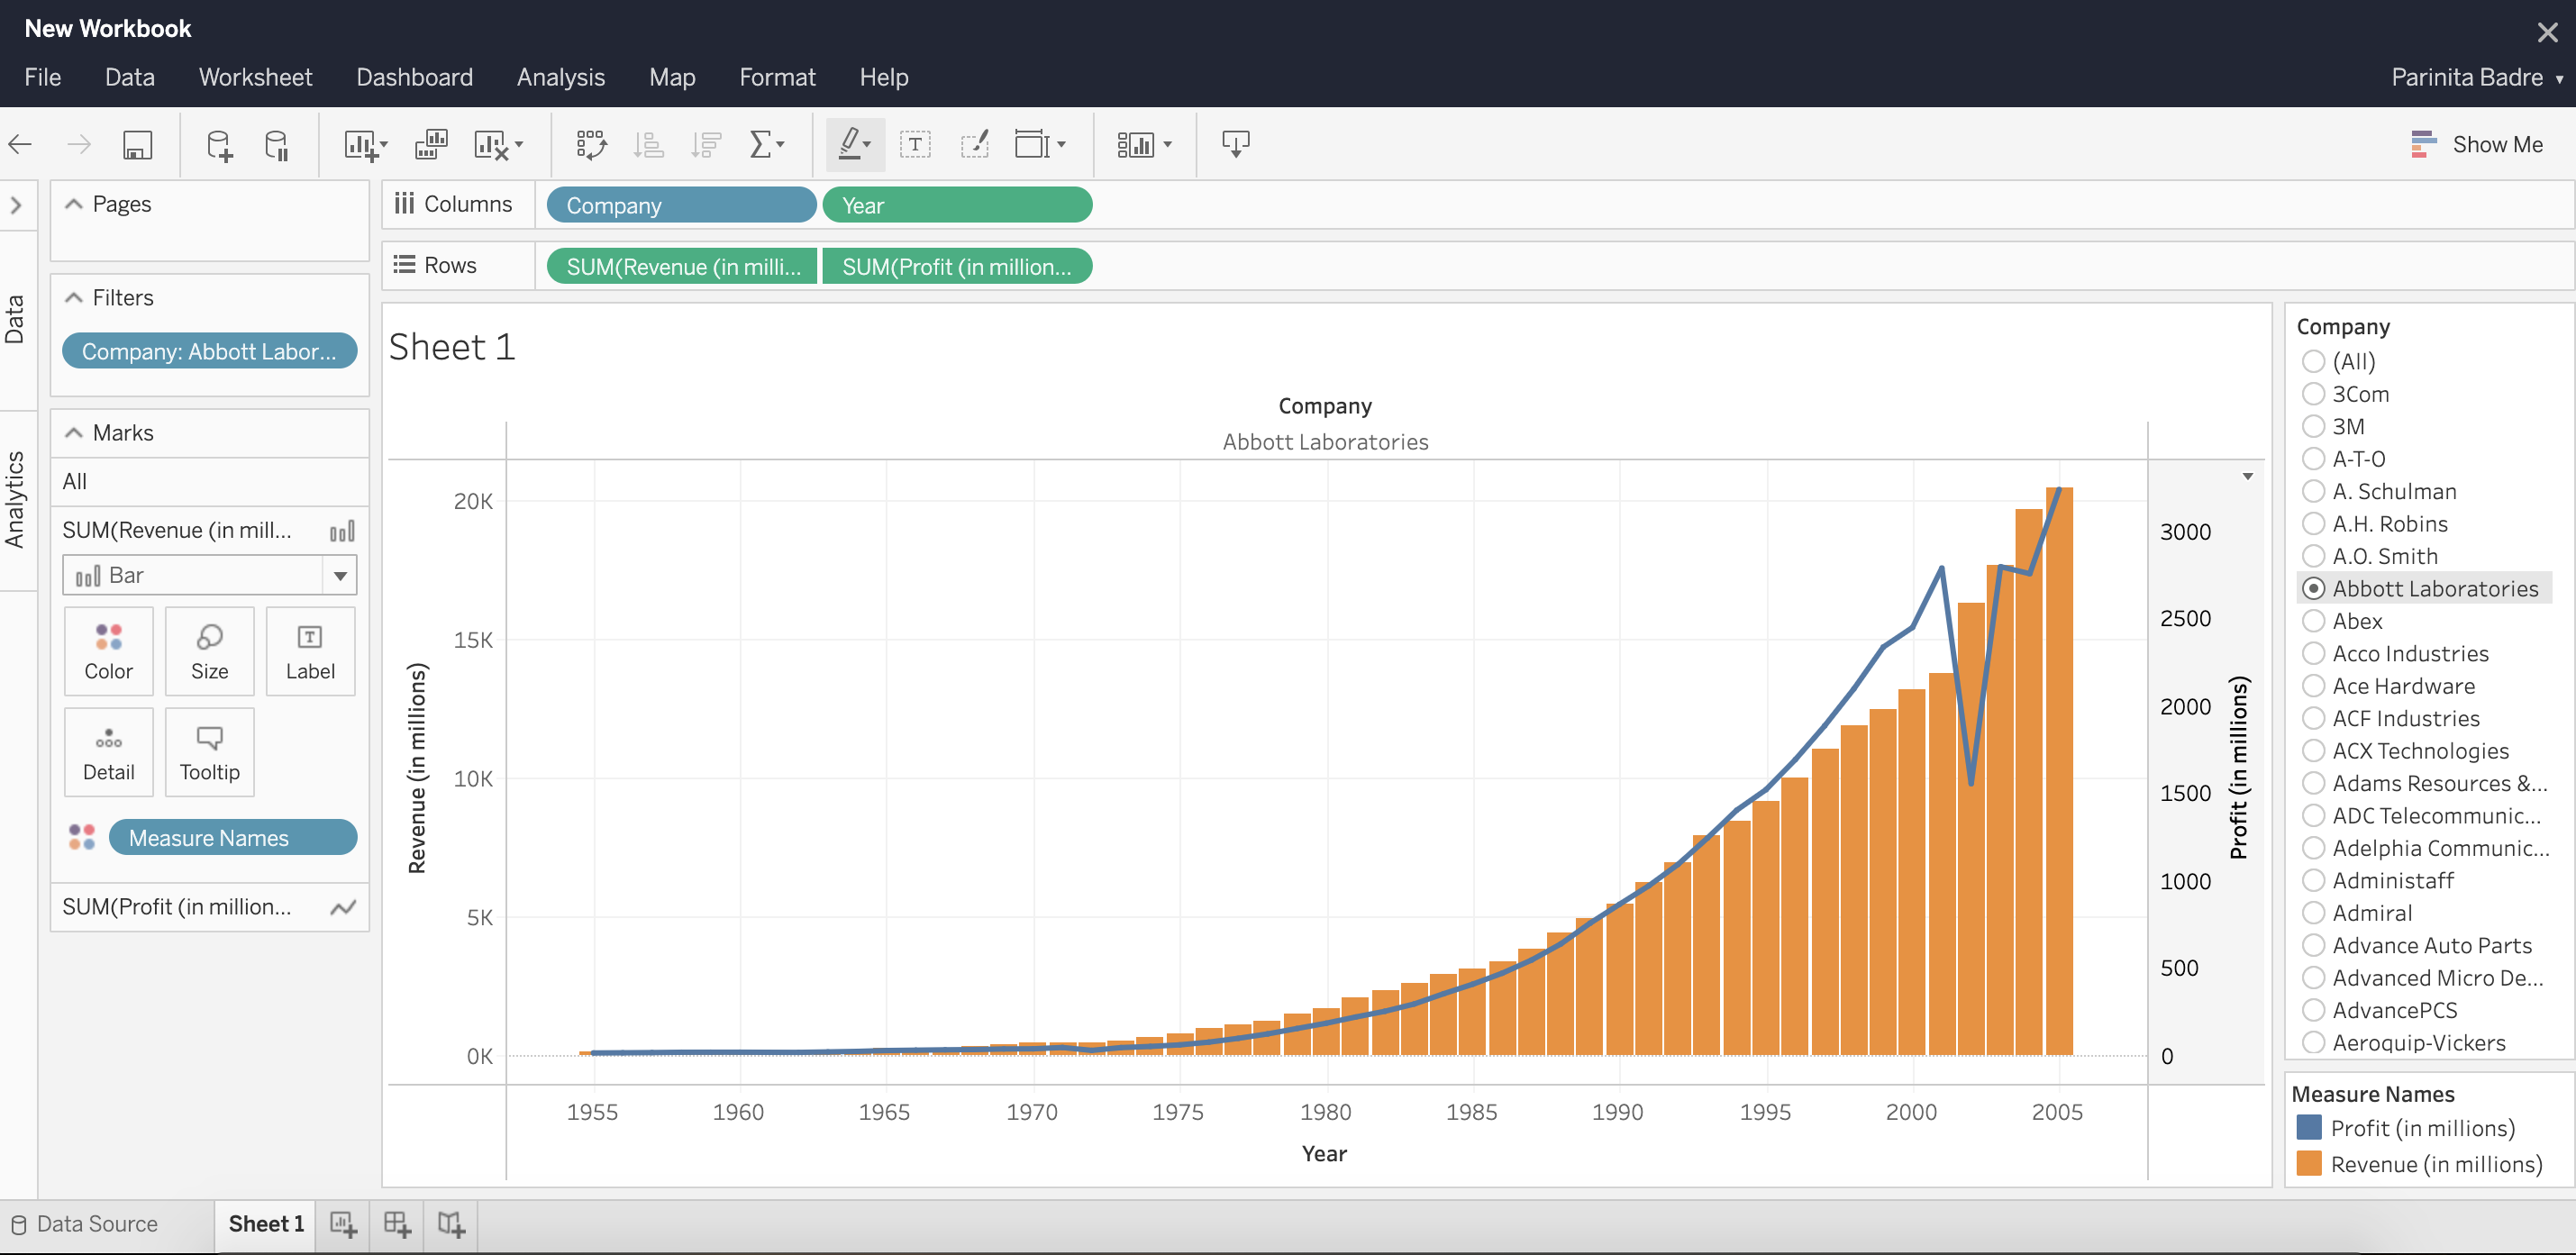 New Workbook
File Data Worksheet Dashboard Analysis Map Format Help
Parinita Badre
Show Me
Pages
Columns Company Year
Rows SUM(Revenue (in milli... SUM(Profit (in million...
Data
Analytics
Filters
Company: Abbott Labor...
Marks
All
SUM(Revenue (in mill...
Bar
Color Size Label
T
Detail Tooltip
Measure Names
SUM(Profit (in million...
Sheet 1
Company
Abbott Laboratories
Revenue (in millions)
20K
15K
10K
5K
0K
3000
2500
2000
1500
1000
500
0
Profit (in millions)
1955 1960 1965 1970 1975 1980 1985 1990 1995 2000 2005
Year
Company
(All)
3Com
3M
A-T-O
A. Schulman
A.H. Robins
A.O. Smith
Abbott Laboratories
Abex
Acco Industries
Ace Hardware
ACF Industries
ACX Technologies
Adams Resources &...
ADC Telecommunic...
Adelphia Communic...
Administaff
Admiral
Advance Auto Parts
Advanced Micro De...
AdvancePCS
Aeroquip-Vickers
Measure Names
Profit (in millions)
Revenue (in millions)
Data Source Sheet 1